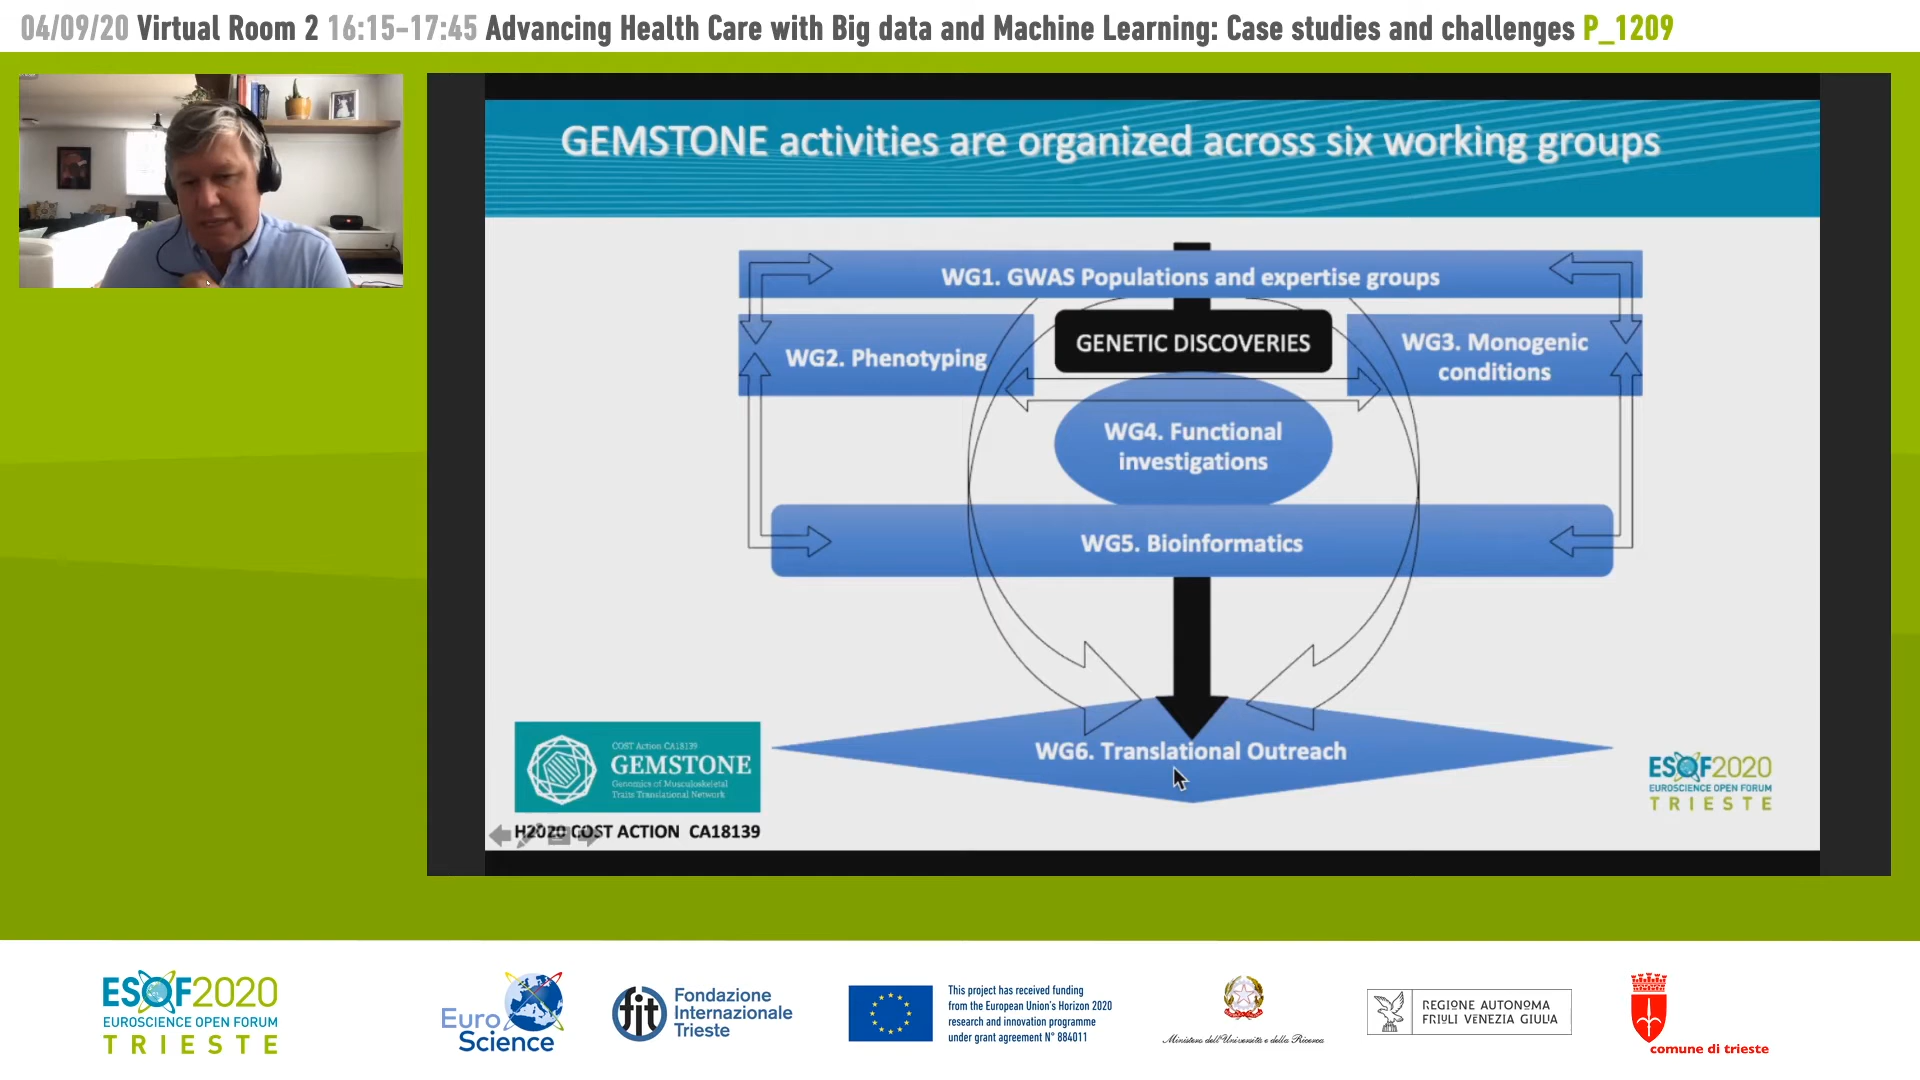 04/09/20 Virtual Room 2 16:15-17:45 Advancing Health Care with Big data and Machine Learning: Case studies and challenges P_1209
GEMSTONE activities are organized across six working groups
WG1. GWAS Populations and expertise groups
WG2. Phenotyping
GENETIC DISCOVERIES
WG3. Monogenic
conditions
WG4. Functional
investigations
WG5. Bioinformatics
WG6. Translational Outreach
COST Action CA18139
GEMSTONE
Genomics of Musculoskeletal
Traits Translational Network
H2020 COST ACTION CA18139
ESOF2020
EUROSCIENCE OPEN FORUM
TRIESTE
ESOF2020
EUROSCIENCE OPEN FORUM
TRIESTE
Euro
Science
fit
Fondazione
Internazionale
Trieste
This project has received funding
from the European Union's Horizon 2020
research and innovation programme
under grant agreement N° 884011
Ministero dell'Università e della Ricerca
REGIONE AUTONOMA
FRIULI VENEZIA GIULIA
comune di trieste